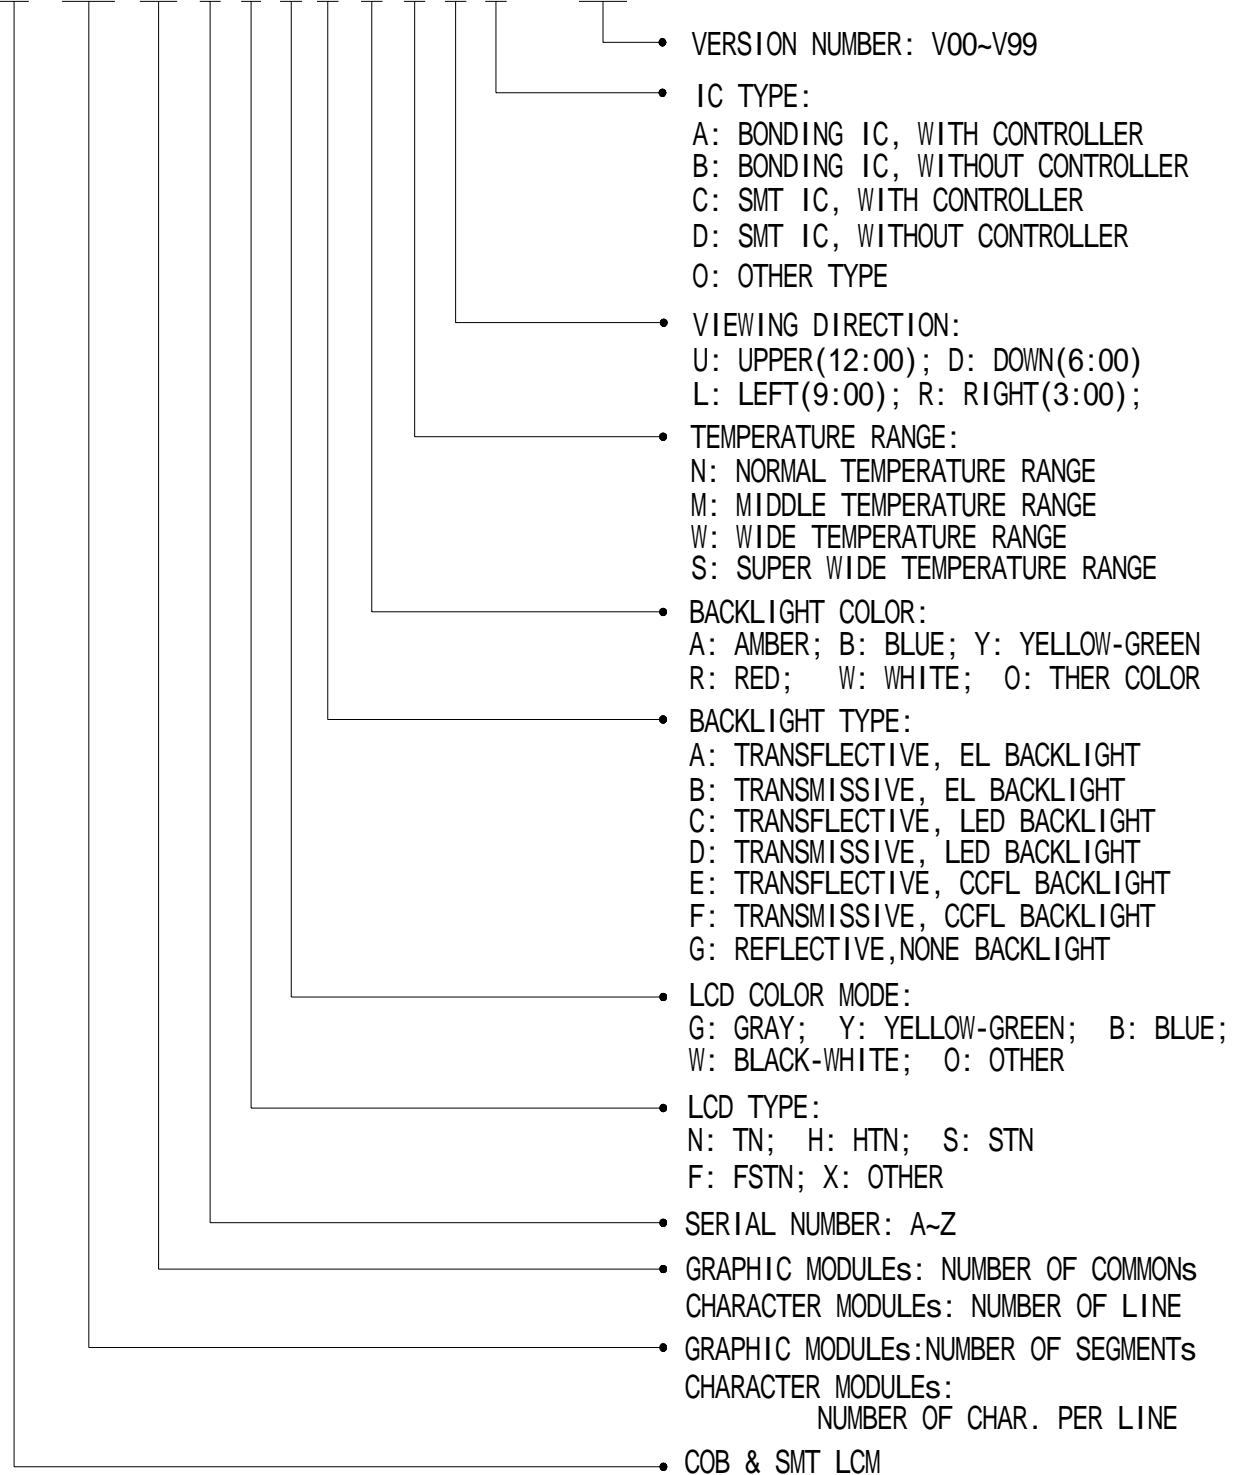 VERSION NUMBER: V00~V99
IC TYPE:
A: BONDING IC, WITH CONTROLLER
B: BONDING IC, WITHOUT CONTROLLER
C: SMT IC, WITH CONTROLLER
D: SMT IC, WITHOUT CONTROLLER
O: OTHER TYPE
VIEWING DIRECTION:
U: UPPER(12:00); D: DOWN(6:00)
L: LEFT(9:00); R: RIGHT(3:00);
TEMPERATURE RANGE:
N: NORMAL TEMPERATURE RANGE
M: MIDDLE TEMPERATURE RANGE
W: WIDE TEMPERATURE RANGE
S: SUPER WIDE TEMPERATURE RANGE
BACKLIGHT COLOR:
A: AMBER; B: BLUE; Y: YELLOW-GREEN
R: RED; W: WHITE; O: THER COLOR
BACKLIGHT TYPE:
A: TRANSFLECTIVE, EL BACKLIGHT
B: TRANSMISSIVE, EL BACKLIGHT
C: TRANSFLECTIVE, LED BACKLIGHT
D: TRANSMISSIVE, LED BACKLIGHT
E: TRANSFLECTIVE, CCFL BACKLIGHT
F: TRANSMISSIVE, CCFL BACKLIGHT
G: REFLECTIVE,NONE BACKLIGHT
LCD COLOR MODE:
G: GRAY; Y: YELLOW-GREEN; B: BLUE;
W: BLACK-WHITE; O: OTHER
LCD TYPE:
N: TN; H: HTN; S: STN
F: FSTN; X: OTHER
SERIAL NUMBER: A~Z
GRAPHIC MODULEs: NUMBER OF COMMONs
CHARACTER MODULEs: NUMBER OF LINE
GRAPHIC MODULEs:NUMBER OF SEGMENTs
CHARACTER MODULEs:
NUMBER OF CHAR. PER LINE
COB & SMT LCM